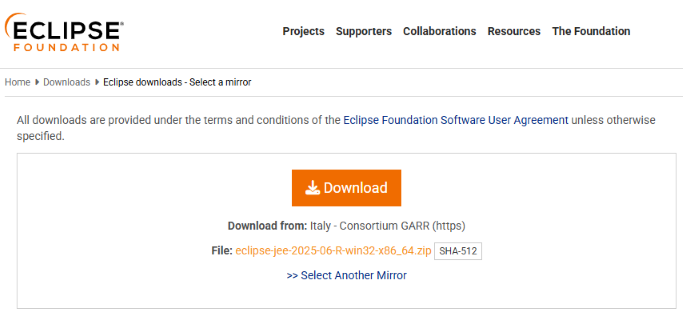 ECLIPSE®
FOUNDATION
Projects Supporters Collaborations Resources The Foundation
Home Downloads Eclipse downloads - Select a mirror
All downloads are provided under the terms and conditions of the Eclipse Foundation Software User Agreement unless otherwise
specified.
Download
Download from: Italy - Consortium GARR (https)
File: eclipse-jee-2025-06-R-win32-x86_64.zip SHA-512
>> Select Another Mirror